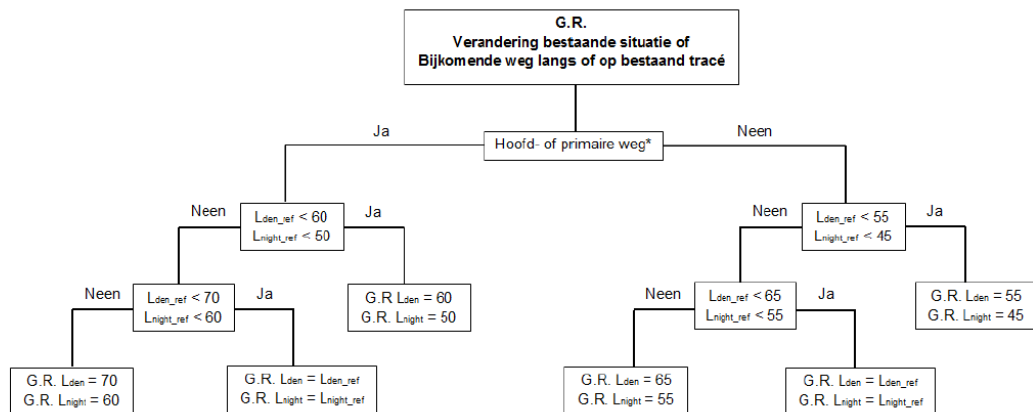 G.R.
Verandering bestaande situatie of
Bijkomende weg langs of op bestaand tracé
Ja
Neen
Hoofd- of primaire weg*
Neen
Lden_ref < 60
Lnight_ref < 50
Ja
Neen
Lden_ref < 55
Lnight_ref < 45
Ja
Neen
Lden_ref < 70
Lnight_ref < 60
Ja
G.R Lden = 60
G.R. Lnight = 50
Neen
Lden_ref < 65
Lnight_ref < 55
Ja
G.R. Lden = 55
G.R. Lnight = 45
G.R. Lden = 70
G.R. Lnight = 60
G.R. Lden = Lden_ref
G.R. Lnight = Lnight_ref
G.R. Lden = 65
G.R. Lnight = 55
G.R. Lden = Lden_ref
G.R. Lnight = Lnight_ref